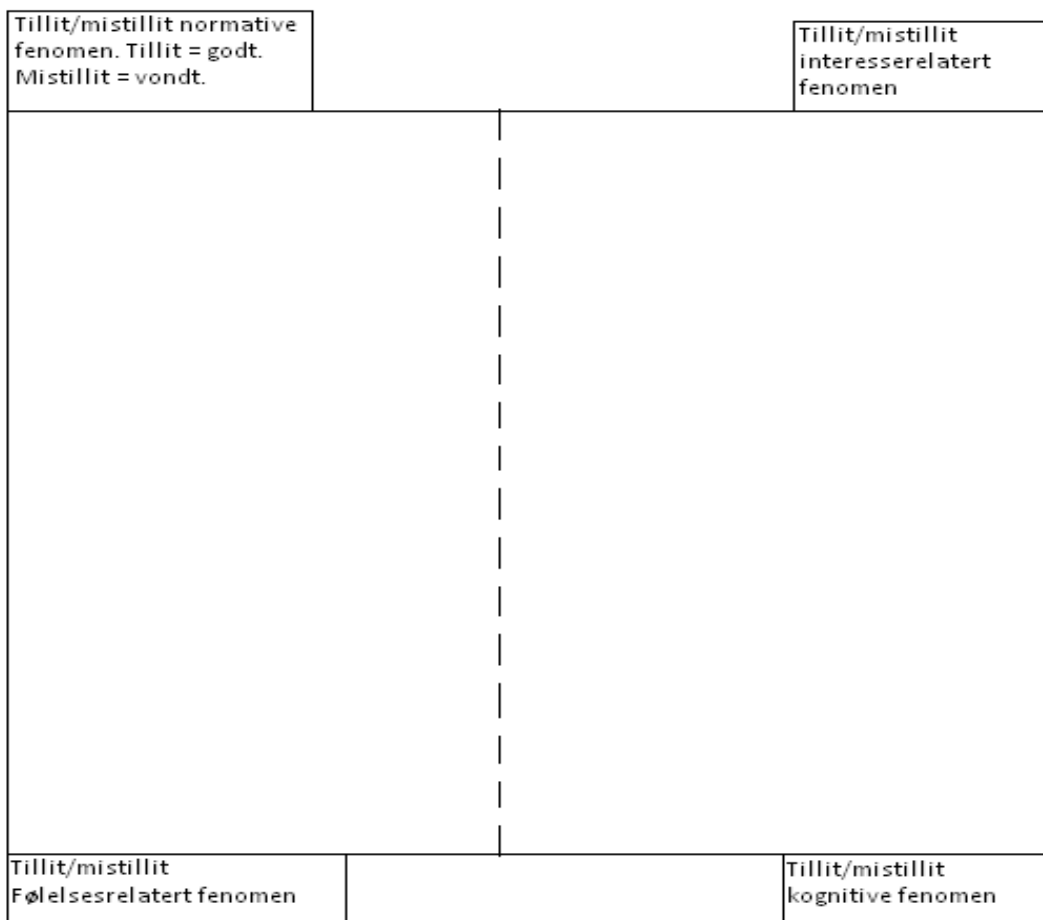 Tillit/mistillit normative
fenomen. Tillit = godt.
Mistillit = vondt.
Tillit/mistillit
interesserelatert
fenomen
Tillit/mistillit
Følelsesrelatert fenomen
Tillit/mistillit
kognitive fenomen